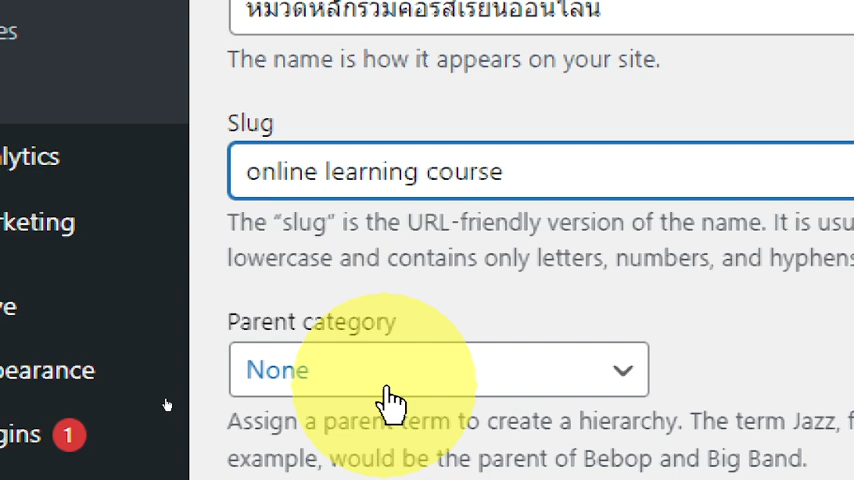 es
lytics
rketing
e
pearance
gins 1
หมวดหลักรวมคอร์สเรียนออนไลน์
The name is how it appears on your site.
Slug
online learning course
The “slug” is the URL-friendly version of the name. It is usu
lowercase and contains only letters, numbers, and hyphens
Parent category
None
Assign a parent term to create a hierarchy. The term Jazz, f
example, would be the parent of Bebop and Big Band.